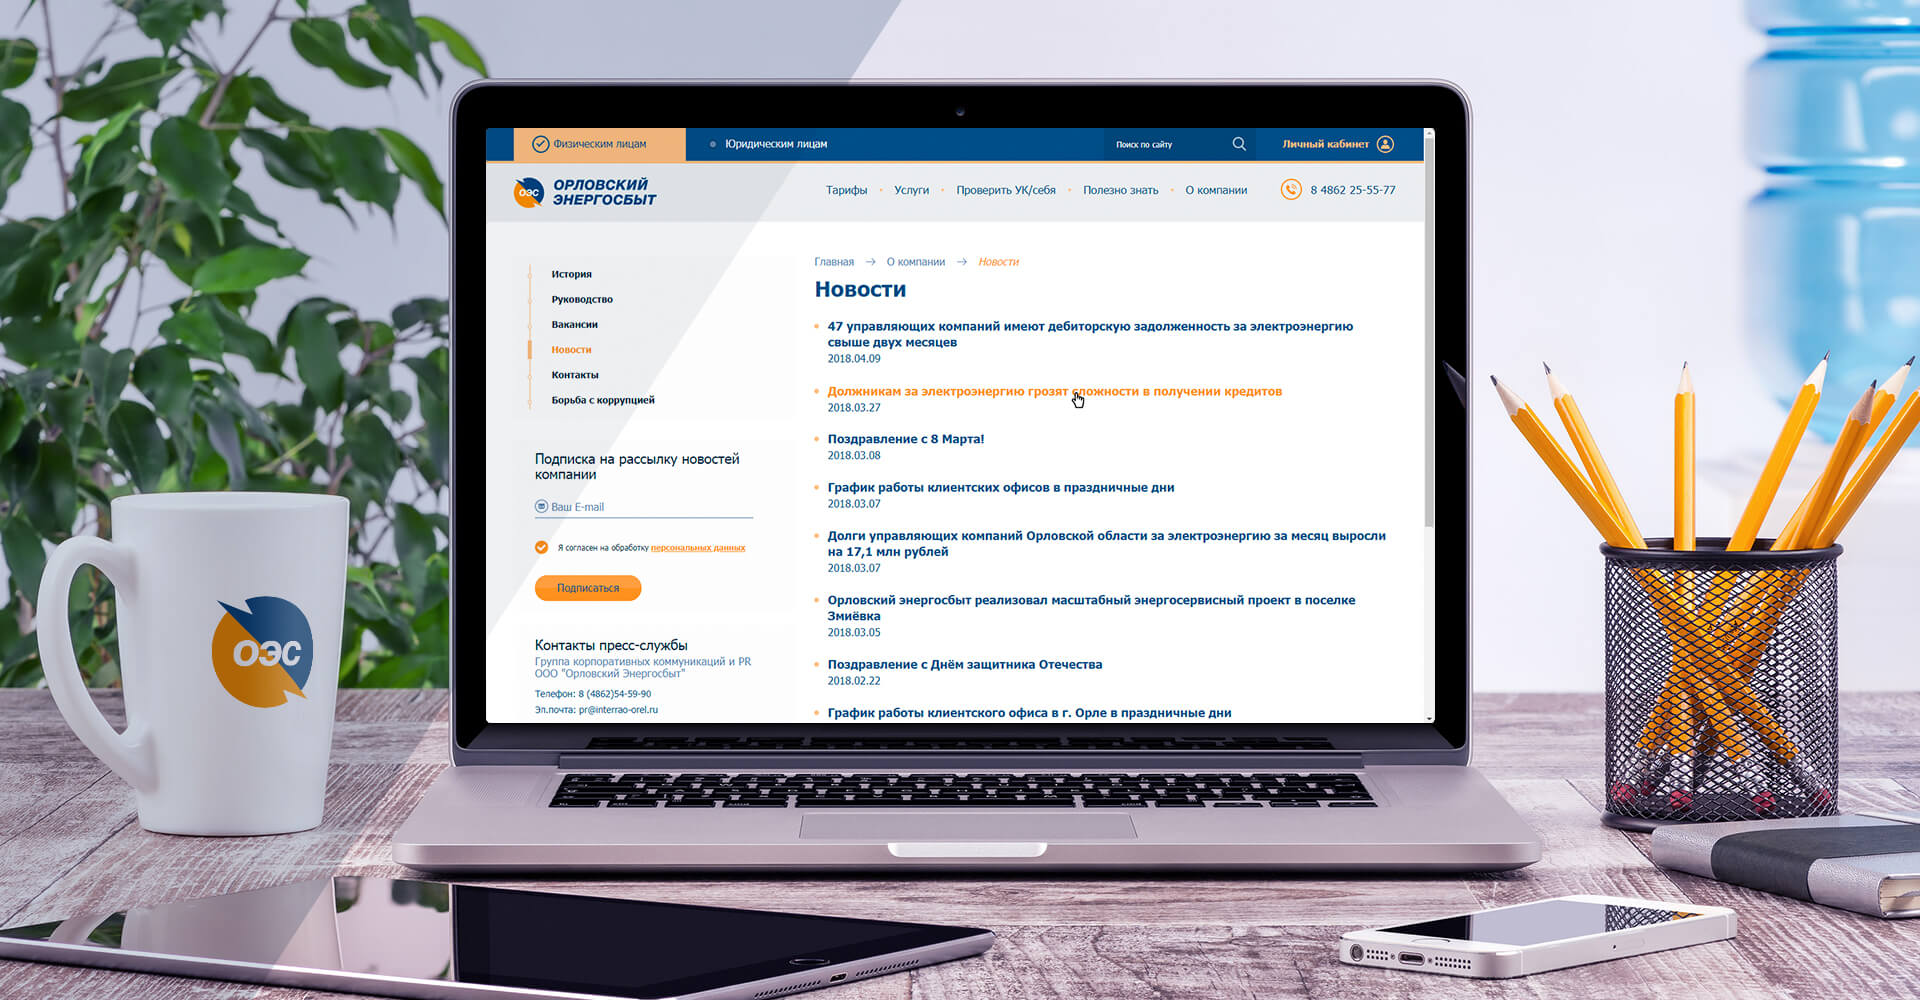 Физическим лицам
Юридическим лицам
Поиск по сайту
Личный кабинет
ОЭС
ОРЛОВСКИЙ
ЭНЕРГОСБЫТ
Тарифы
Услуги
Проверить УК/себя
Полезно знать
О компании
8 4862 25-55-77
История
Руководство
Вакансии
Новости
Контакты
Борьба с коррупцией
Подписка на рассылку новостей
компании
Ваш E-mail
Я согласен на обработку персональных данных
Подписаться
Контакты пресс-службы
Группа корпоративных коммуникаций и PR
ООО "Орловский Энергосбыт"
Телефон: 8 (4862)54-59-90
Эл.почта: pr@interrao-orel.ru
Главная → О компании → Новости
Новости
47 управляющих компаний имеют дебиторскую задолженность за электроэнергию
свыше двух месяцев
2018.04.09
Должникам за электроэнергию грозят сложности в получении кредитов
2018.03.27
Поздравление с 8 Марта!
2018.03.08
График работы клиентских офисов в праздничные дни
2018.03.07
Долги управляющих компаний Орловской области за электроэнергию за месяц выросли
на 17,1 млн рублей
2018.03.07
Орловский энергосбыт реализовал масштабный энергосервисный проект в поселке
Змиёвка
2018.03.05
Поздравление с Днём защитника Отечества
2018.02.22
График работы клиентского офиса в г. Орле в праздничные дни
ОЭС